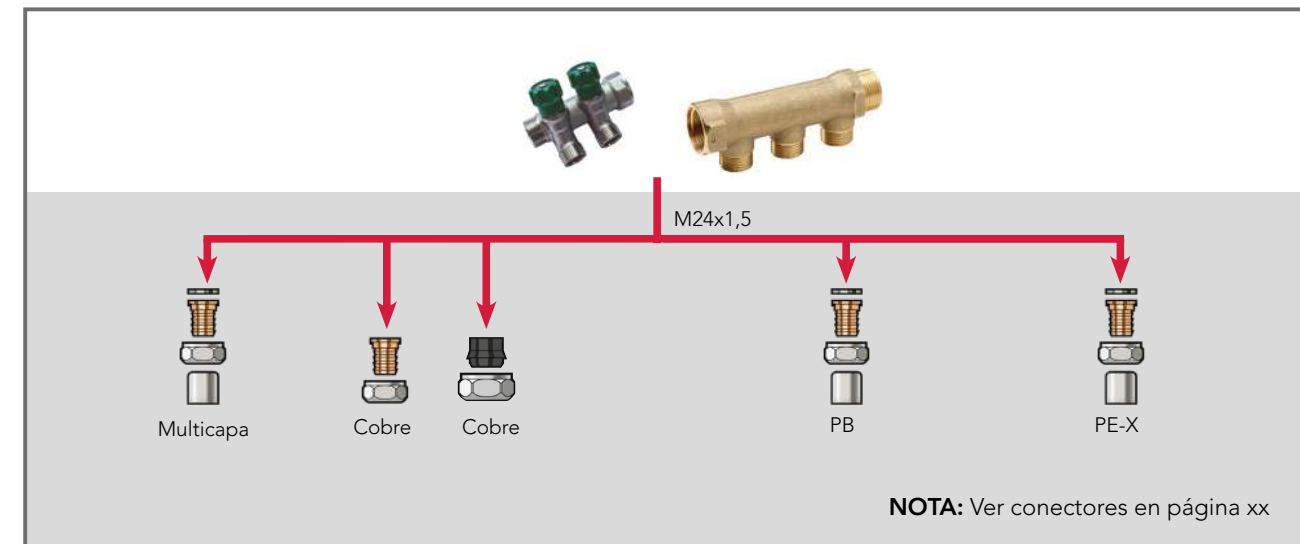 M24x1,5
Multicapa
Cobre
Cobre
PB
PE-X
NOTA: Ver conectores en página xx